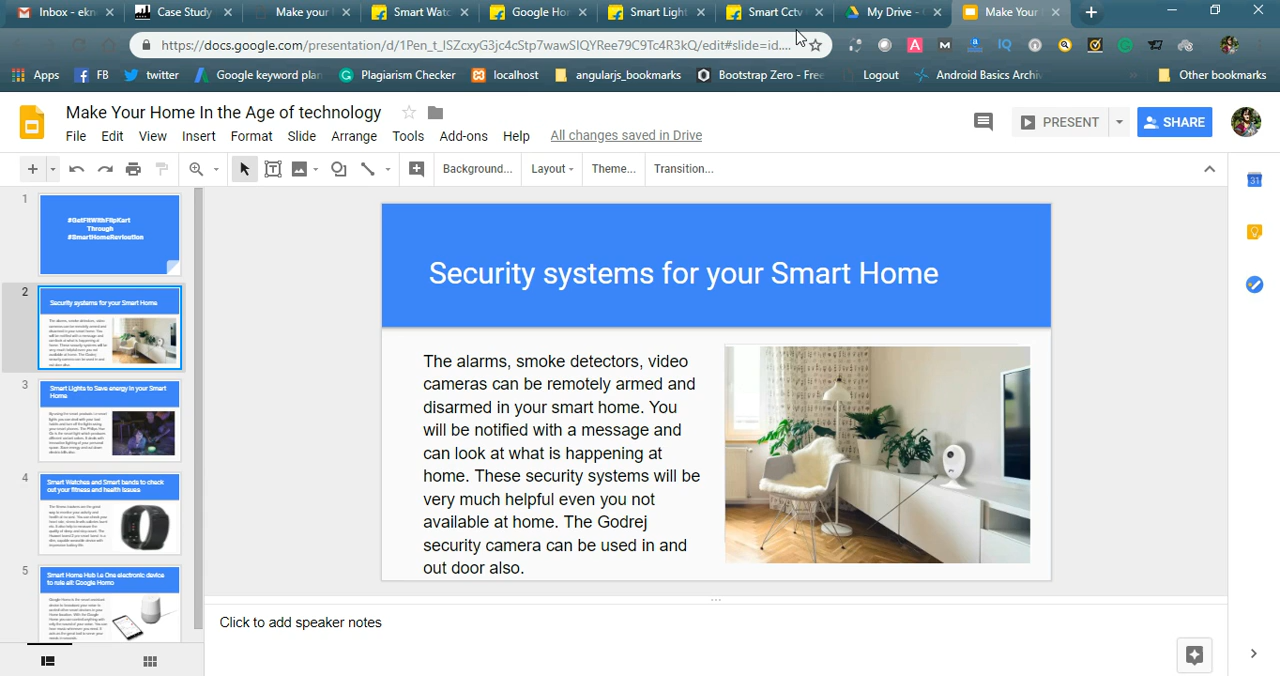 Inbox - ekn
Case Study
Make your
Smart Wat
Google Ho
Smart Ligh
Smart Cctv
My Drive -
Make Your
https://docs.google.com/presentation/d/1Pen_t_lSZcxyG3jc4cStp7wawSIQYRee79C9Tc4R3kQ/edit#slide=id....
Apps
FB
twitter
Google keyword plan
Plagiarism Checker
localhost
angularjs_bookmarks
Bootstrap Zero - Fre
Logout
Android Basics Archiv
Other bookmarks
Make Your Home In the Age of technology
File Edit View Insert Format Slide Arrange Tools Add-ons Help All changes saved in Drive
PRESENT
SHARE
Background... Layout Theme... Transition...
1
#GetFitWithFlipKart
Through
#SmartHomeRevloation
2
Security systems for your Smart Home
3
Smart Lights to Save energy in your Smart
Home
4
Smart Watches and Smart bands to check
out your fitness and health issues
5
Smart Home Hub i.e One electronic device
to rule all: Google Home
Security systems for your Smart Home
The alarms, smoke detectors, video
cameras can be remotely armed and
disarmed in your smart home. You
will be notified with a message and
can look at what is happening at
home. These security systems will be
very much helpful even you not
available at home. The Godrej
security camera can be used in and
out door also.
Click to add speaker notes